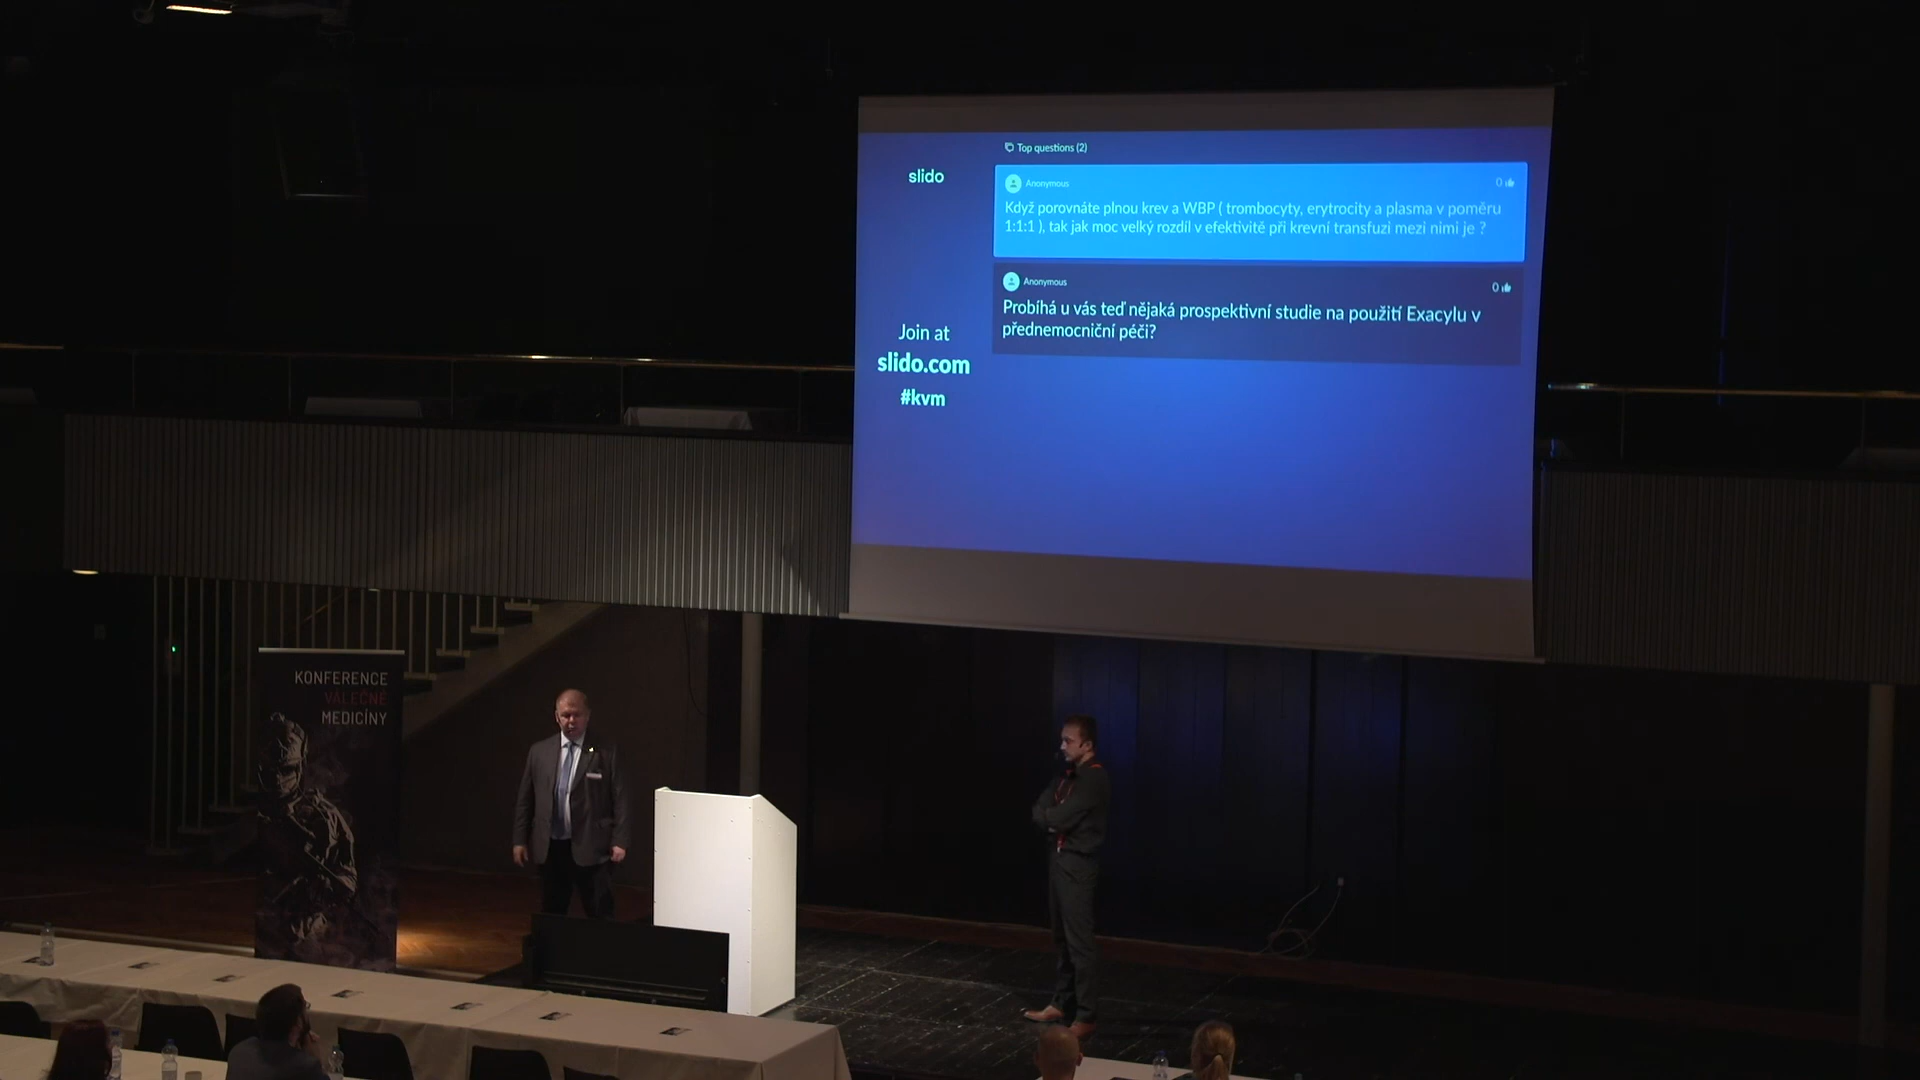 Top questions (2)
slido
Anonymous
0
Když porovnáte plnou krev a WBP ( trombocyty, erytrocity a plasma v poměru
1:1:1 ), tak jak moc velký rozdíl v efektivitě při krevní transfuzi mezi nimi je ?
Anonymous
0
Probíhá u vás teď nějaká prospektivní studie na použití Exacylu v
přednemocniční péči?
Join at
slido.com
#kvm
KONFERENCE
VÁLEČNÉ
MEDICÍNY